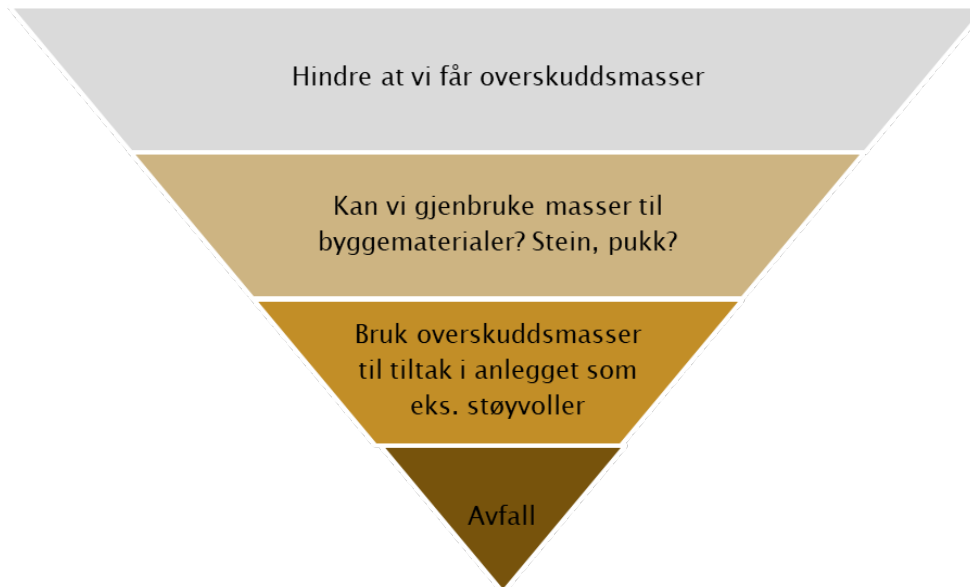 Hindre at vi får overskuddsmasser
Kan vi gjenbruke masser til
byggematerialer? Stein, pukk?
Bruk overskuddsmasser
til tiltak i anlegget som
eks. støyvoller
Avfall